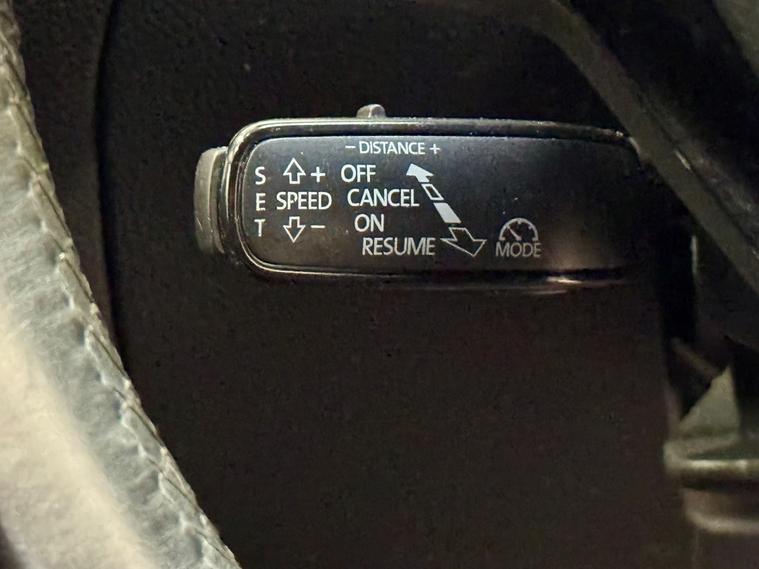 − DISTANCE +
S + OFF
E SPEED CANCEL
T − ON
RESUME MODE